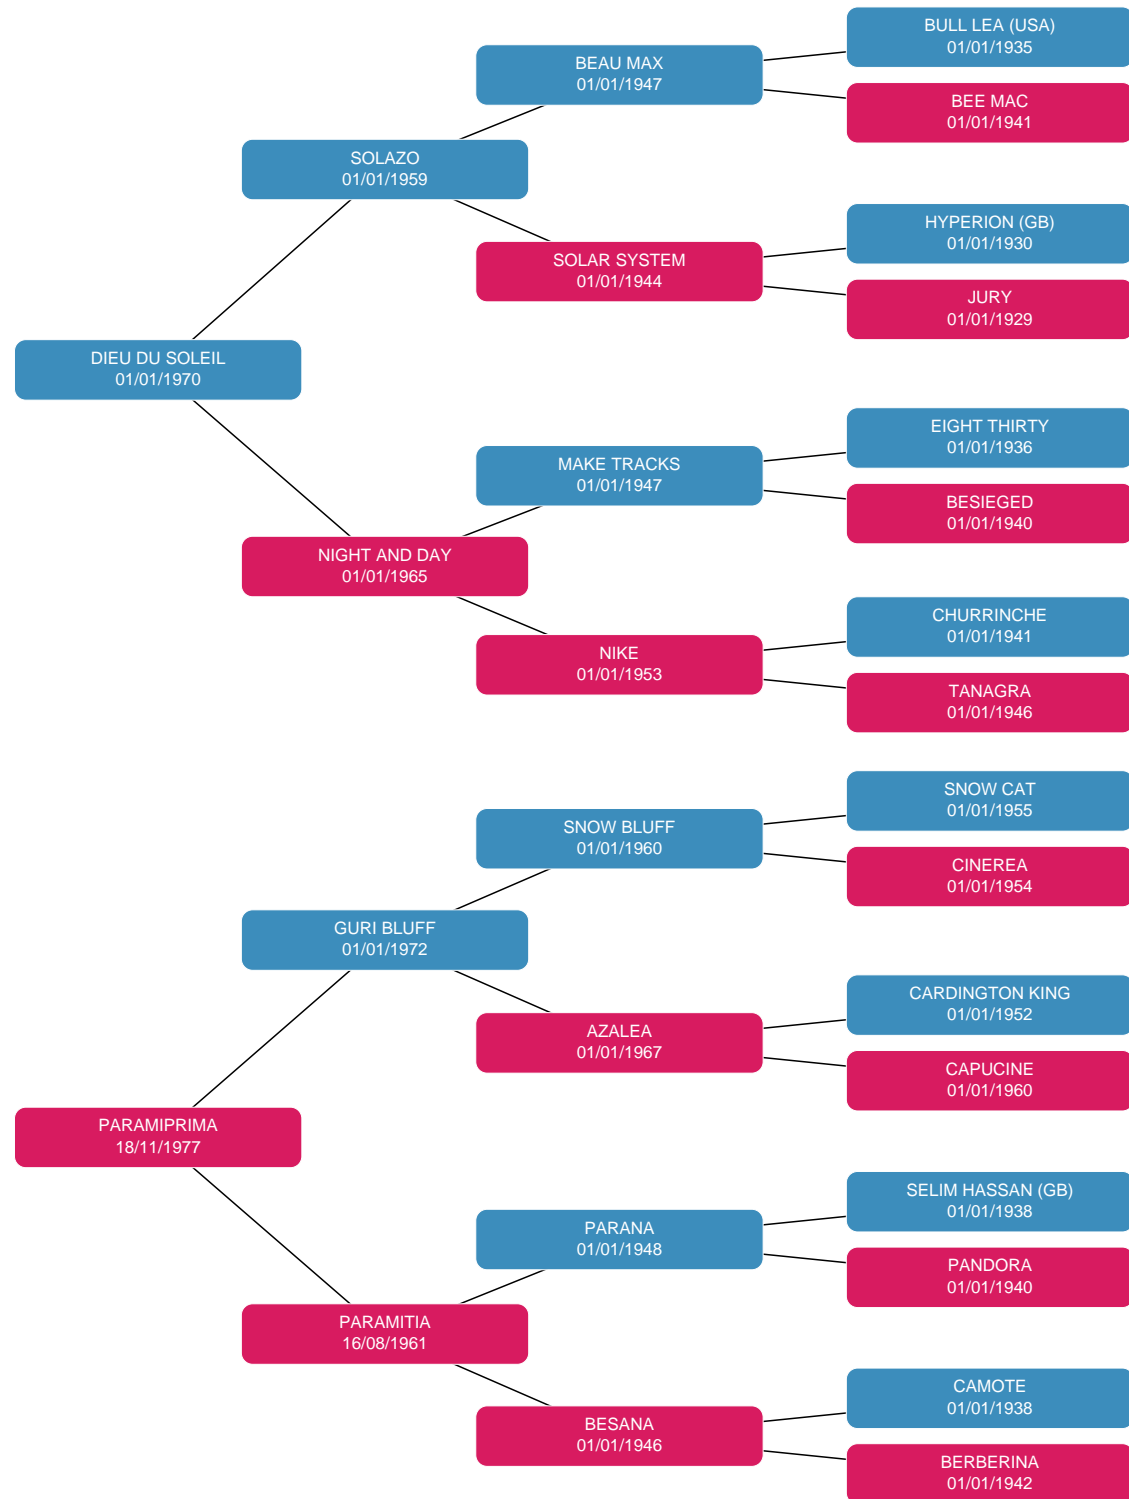 BULL LEA (USA)
01/01/1935
BEAU MAX
01/01/1947
BEE MAC
01/01/1941
SOLAZO
01/01/1959
HYPERION (GB)
01/01/1930
SOLAR SYSTEM
01/01/1944
JURY
01/01/1929
DIEU DU SOLEIL
01/01/1970
EIGHT THIRTY
01/01/1936
MAKE TRACKS
01/01/1947
BESIEGED
01/01/1940
NIGHT AND DAY
01/01/1965
CHURRINCHE
01/01/1941
NIKE
01/01/1953
TANAGRA
01/01/1946
SNOW CAT
01/01/1955
SNOW BLUFF
01/01/1960
CINEREA
01/01/1954
GURI BLUFF
01/01/1972
CARDINGTON KING
01/01/1952
AZALEA
01/01/1967
CAPUCINE
01/01/1960
PARAMIPRIMA
18/11/1977
SELIM HASSAN (GB)
01/01/1938
PARANA
01/01/1948
PANDORA
01/01/1940
PARAMITIA
16/08/1961
CAMOTE
01/01/1938
BESANA
01/01/1946
BERBERINA
01/01/1942